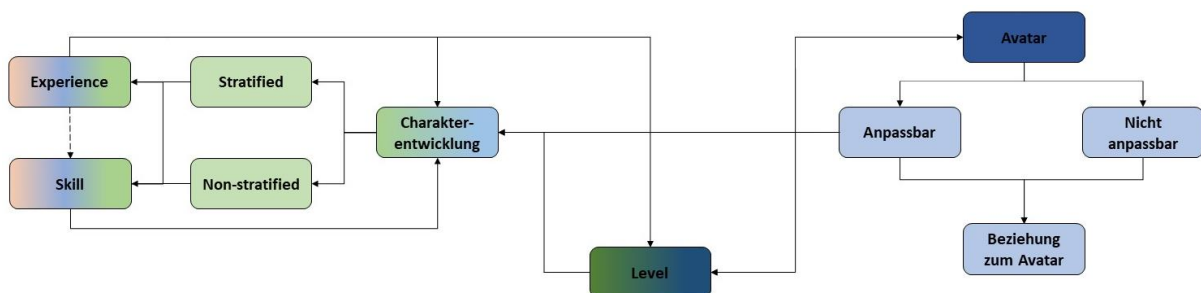 Avatar
Experience
Stratified
Charakter-
entwicklung
Anpassbar
Nicht
anpassbar
Skill
Non-stratified
Beziehung
zum Avatar
Level